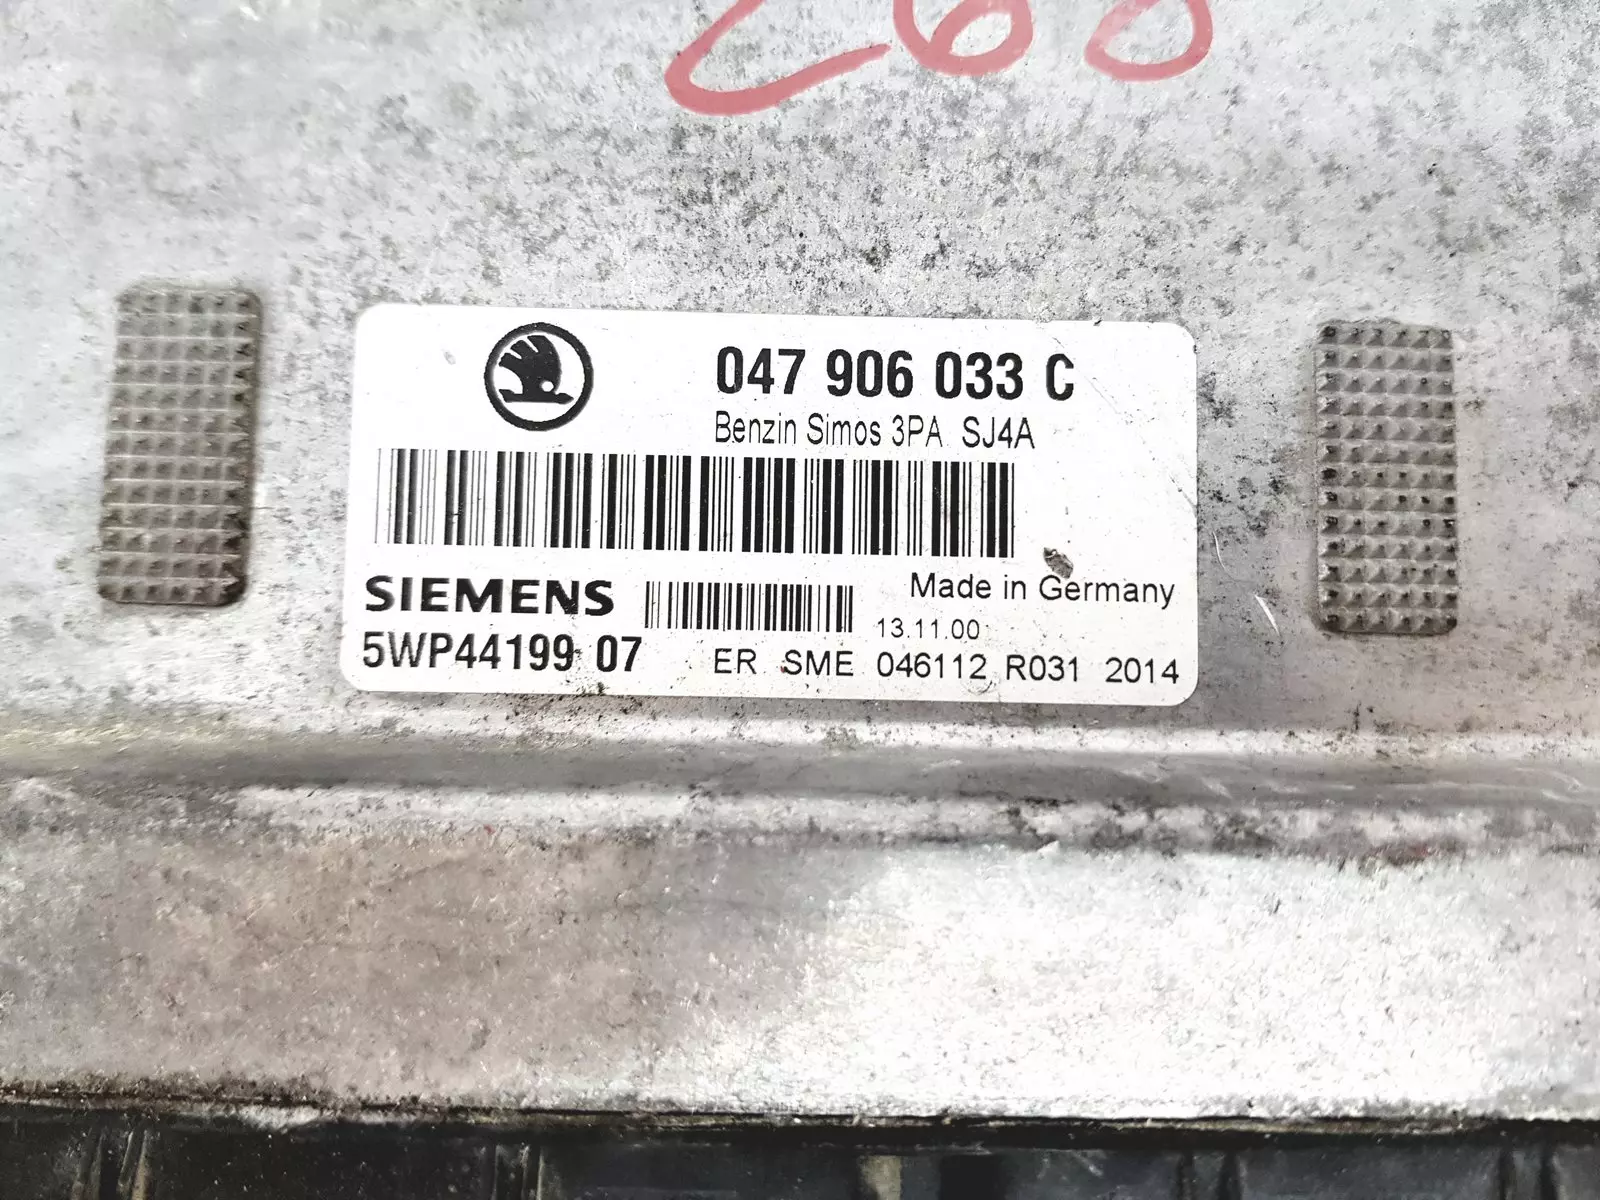 047 906 033 C
Benzin Simos 3PA SJ4A
SIEMENS
Made in Germany
13.11.00
5WP44199 07
ER SME 046112 R031 2014